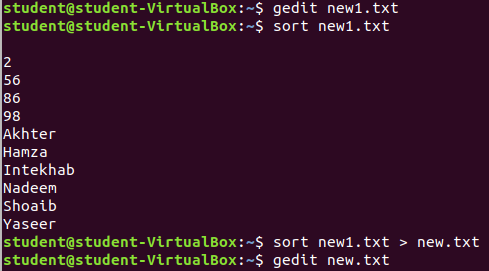 student@student-VirtualBox:~$ gedit new1.txt
student@student-VirtualBox:~$ sort new1.txt

2
56
86
98
Akhter
Hamza
Intekhab
Nadeem
Shoaib
Yaseer
student@student-VirtualBox:~$ sort new1.txt > new.txt
student@student-VirtualBox:~$ gedit new.txt